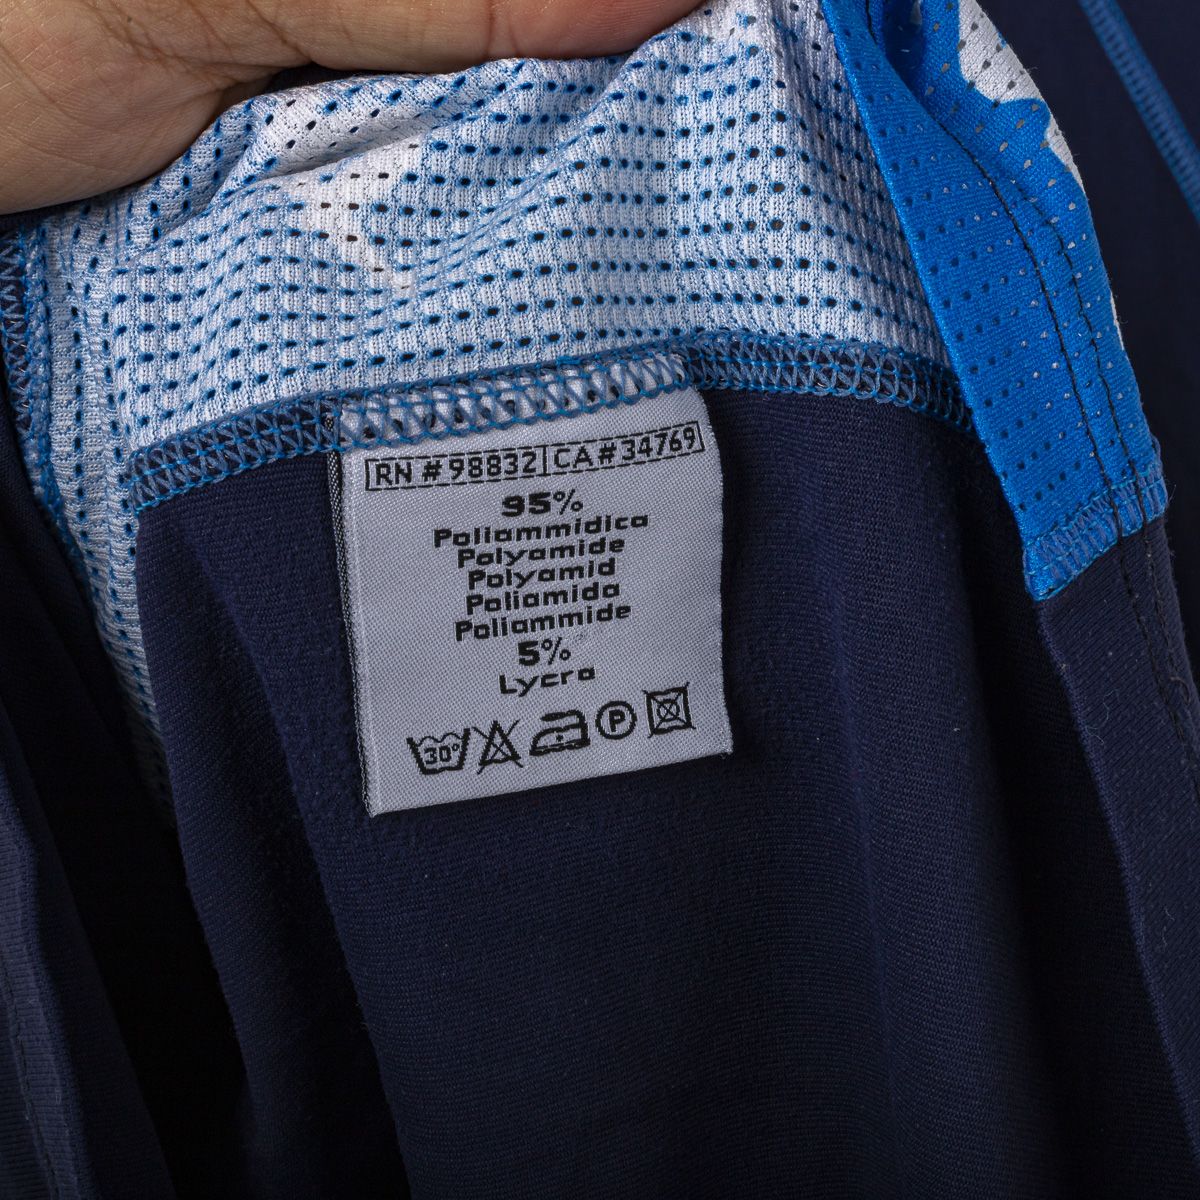 RN # 98832 | CA # 34769
95%
Poliammidica
Polyamide
Polyamid
Poliamida
Poliammide
5%
Lycra
30° P